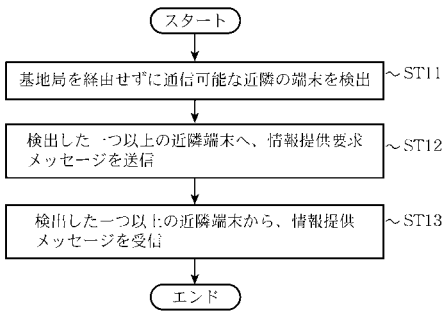 スタート
基地局を経由せずに通信可能な近隣の端末を検出
ST11
検出した一つ以上の近隣端末へ、情報提供要求
メッセージを送信
ST12
検出した一つ以上の近隣端末から、情報提供
メッセージを受信
ST13
エンド